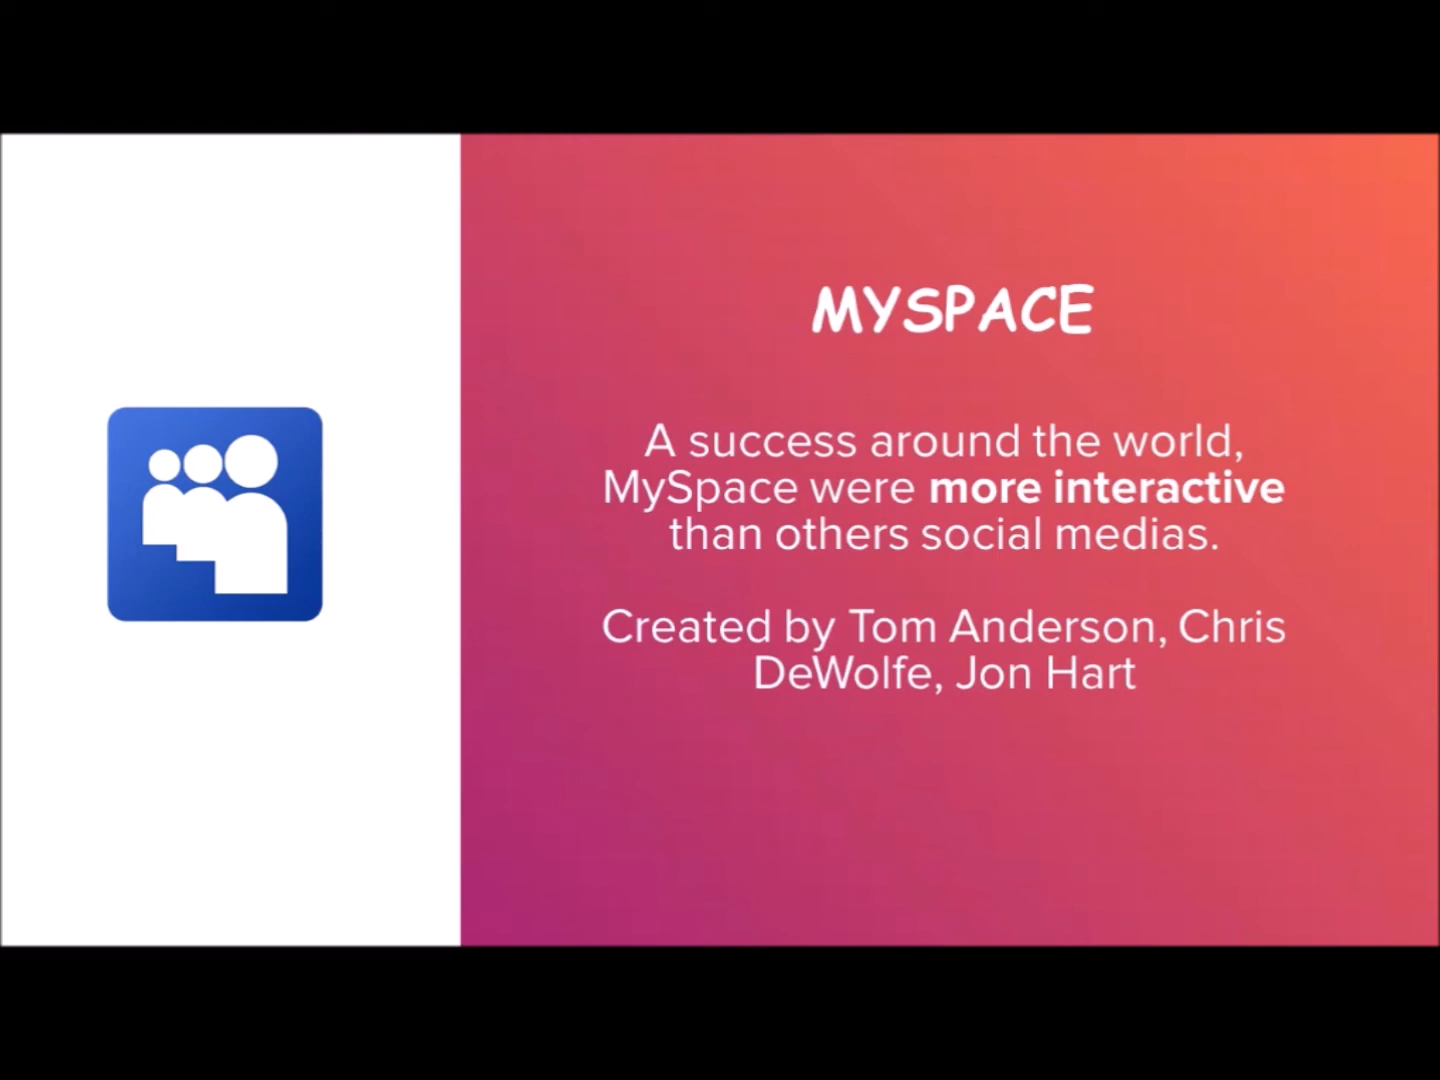 MYSPACE
A success around the world,
MySpace were more interactive
than others social medias.
Created by Tom Anderson, Chris
DeWolfe, Jon Hart